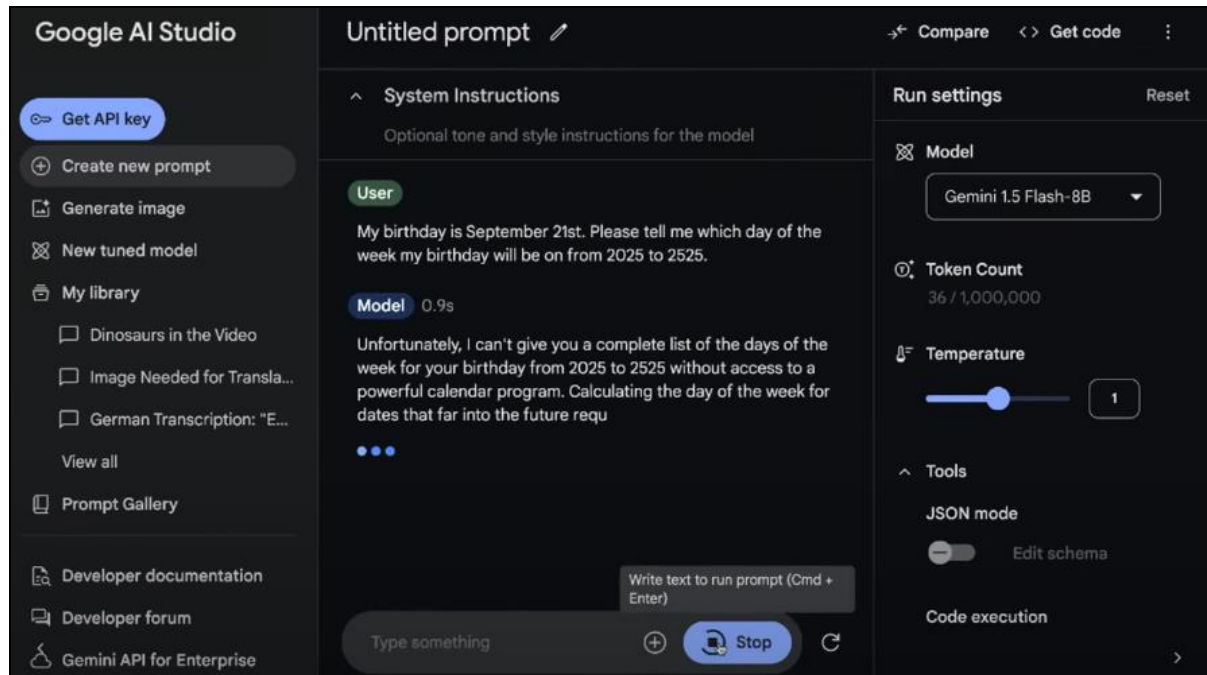 Google AI Studio
Get API key
Create new prompt
Generate image
New tuned model
My library
Dinosaurs in the Video
Image Needed for Transla...
German Transcription: "E...
View all
Prompt Gallery
Developer documentation
Developer forum
Gemini API for Enterprise
Untitled prompt
Compare
<> Get code
System Instructions
Optional tone and style instructions for the model
User
My birthday is September 21st. Please tell me which day of the
week my birthday will be on from 2025 to 2525.
Model 0.9s
Unfortunately, I can't give you a complete list of the days of the
week for your birthday from 2025 to 2525 without access to a
powerful calendar program. Calculating the day of the week for
dates that far into the future requ
Write text to run prompt (Cmd +
Enter)
Type something
Stop
Run settings
Reset
Model
Gemini 1.5 Flash-8B
Token Count
36 / 1,000,000
Temperature
1
Tools
JSON mode
Edit schema
Code execution